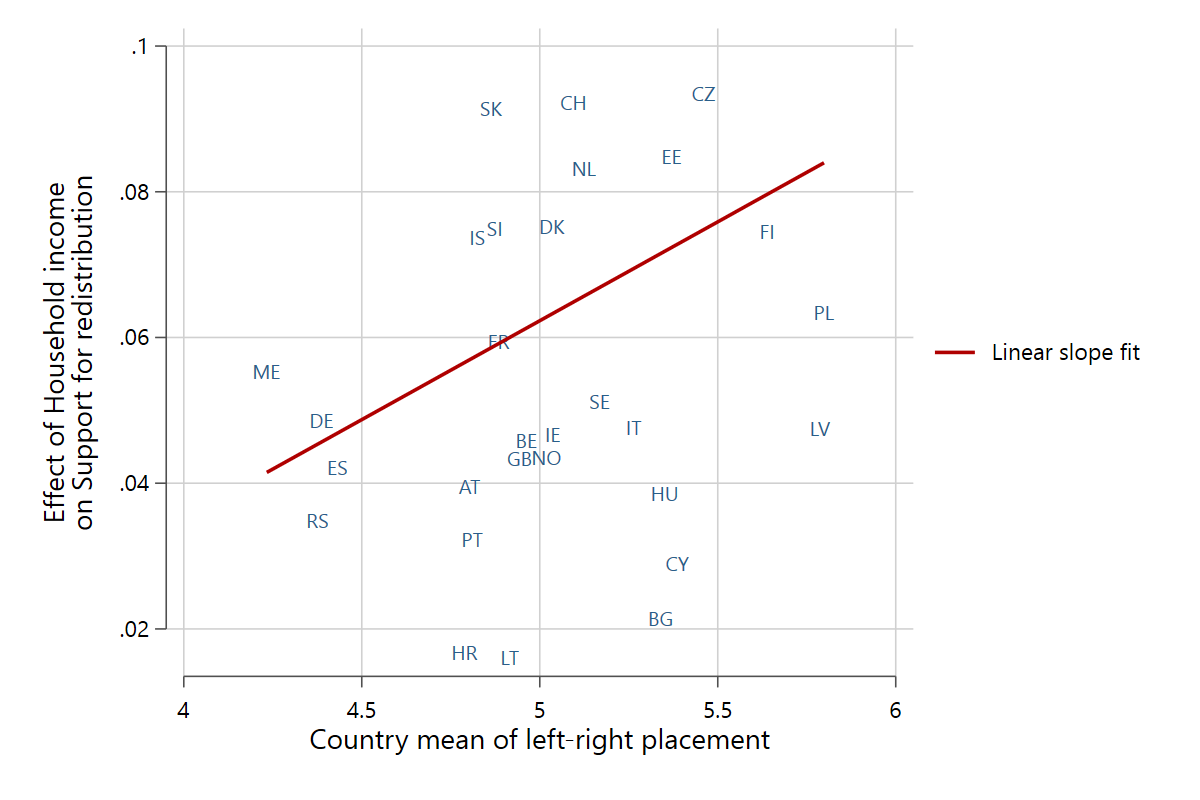 .1
.08
.06
.04
.02
Effect of Household income
on Support for redistribution
SK
CH
CZ
NL
EE
IS
SI
DK
FI
PL
FR
ME
DE
SE
IT
LV
BE
IE
ES
GB
NO
AT
HU
RS
PT
CY
BG
HR
LT
4
4.5
5
5.5
6
Country mean of left-right placement
Linear slope fit